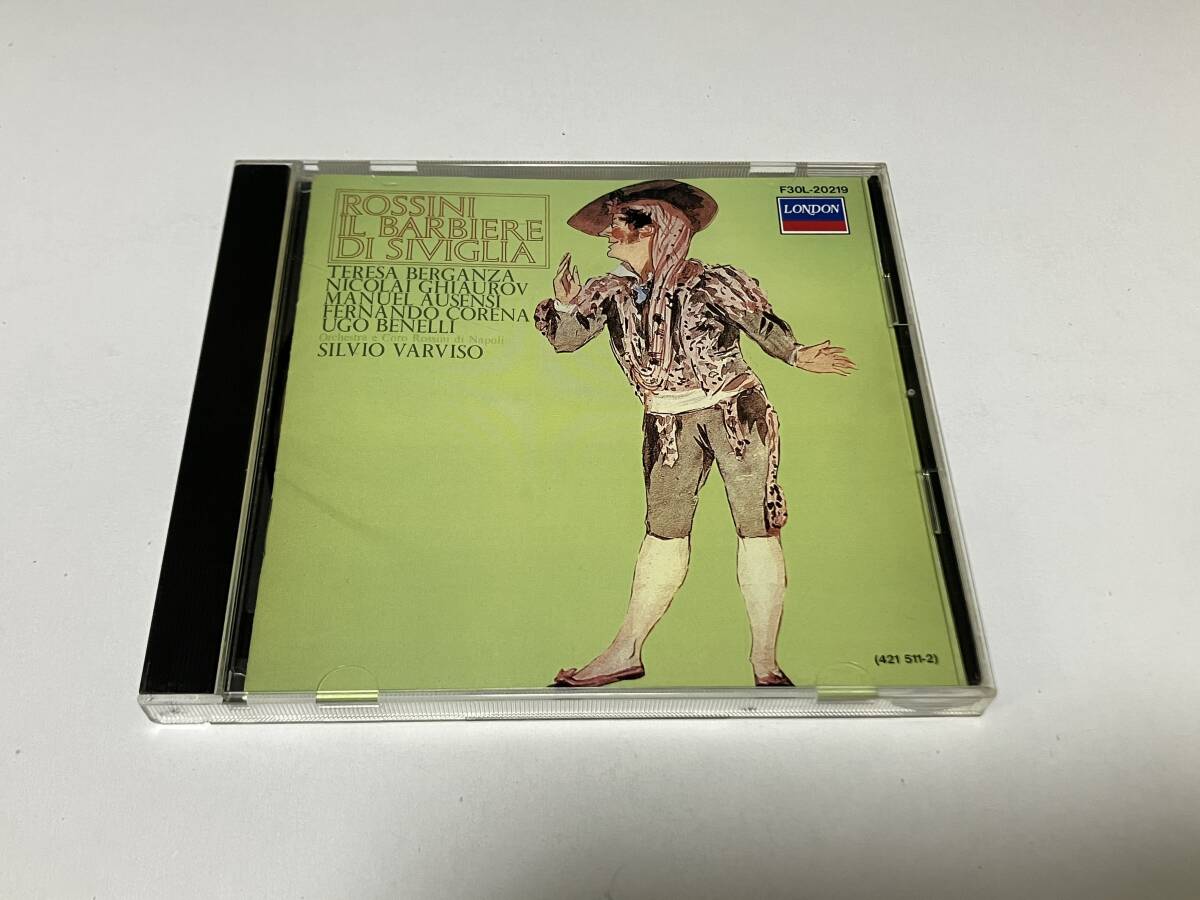 ROSSINI
IL BARBIERE
DI SIVIGLIA
TERESA BERGANZA
NICOLAI GHIAUROV
MANUEL AUSENSI
FERNANDO CORENA
UGO BENELLI
Orchestra e Coro Rossini di Napoli
SILVIO VARVISO
F30L-20219
LONDON
(421 511-2)